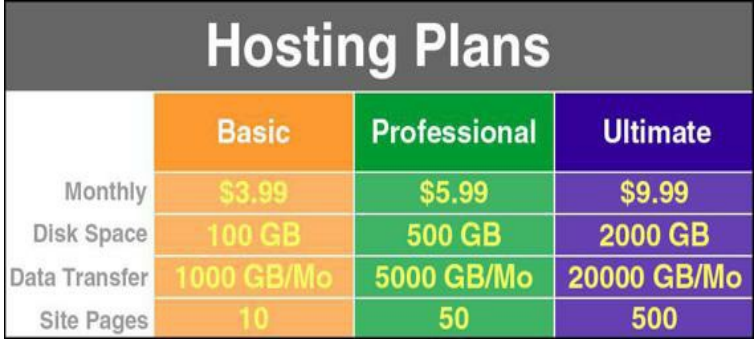 Hosting Plans
Basic Professional Ultimate
Monthly $3.99 $5.99 $9.99
Disk Space 100 GB 500 GB 2000 GB
Data Transfer 1000 GB/Mo 5000 GB/Mo 20000 GB/Mo
Site Pages 10 50 500